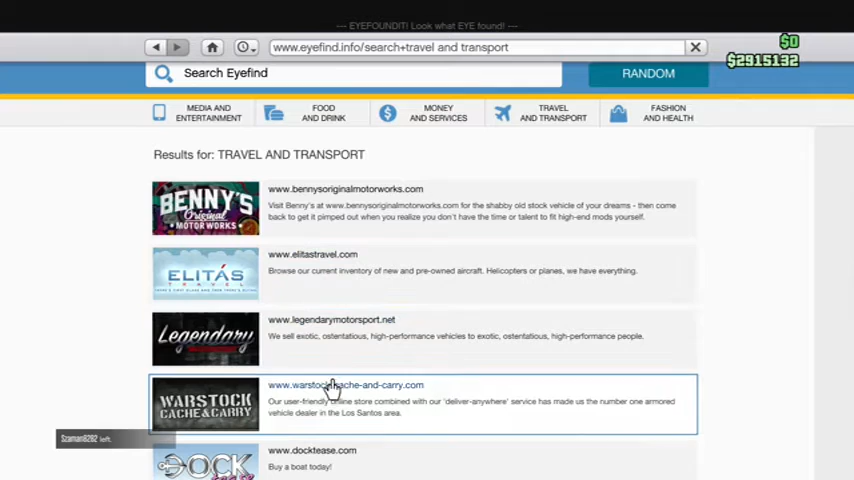 --- EYEFOUNDIT! Look what EYE found! ---
www.eyefind.info/search+travel and transport
$0
$2915132
Search Eyefind
RANDOM
MEDIA AND
ENTERTAINMENT
FOOD
AND DRINK
MONEY
AND SERVICES
TRAVEL
AND TRANSPORT
FASHION
AND HEALTH
Results for: TRAVEL AND TRANSPORT
BENNY'S
Original
MOTOR WORKS
www.bennysoriginalmotorworks.com
Visit Benny's at www.bennysoriginalmotorworks.com for the shabby old stock vehicle of your dreams - then come
back to get it pimped out when you realize you don't have the time or talent to fit high-end mods yourself.
ELITÁS
TRAVEL
www.elitastravel.com
Browse our current inventory of new and pre-owned aircraft. Helicopters or planes, we have everything.
Legendary
MOTORSPORT
www.legendarymotorsport.net
We sell exotic, ostentatious, high-performance vehicles to exotic, ostentatious, high-performance people.
WARSTOCK
CACHE&CARRY
www.warstock-cache-and-carry.com
Our user-friendly online store combined with our 'deliver-anywhere' service has made us the number one armored
vehicle dealer in the Los Santos area.
Szaman8202 left.
DOCK
www.docktease.com
Buy a boat today!